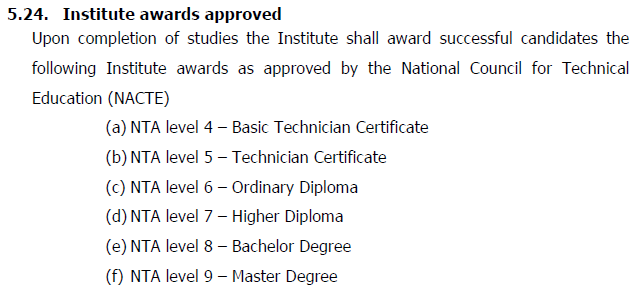 5.24. Institute awards approved
Upon completion of studies the Institute shall award successful candidates the
following Institute awards as approved by the National Council for Technical
Education (NACTE)
(a) NTA level 4 – Basic Technician Certificate
(b) NTA level 5 – Technician Certificate
(c) NTA level 6 – Ordinary Diploma
(d) NTA level 7 – Higher Diploma
(e) NTA level 8 – Bachelor Degree
(f) NTA level 9 – Master Degree